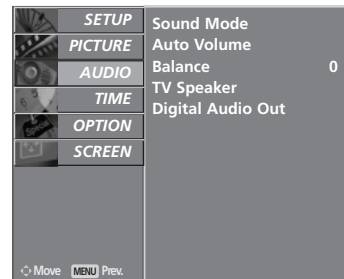 SETUP
PICTURE
AUDIO
TIME
OPTION
SCREEN
Sound Mode
Auto Volume
Balance 0
TV Speaker
Digital Audio Out
Move MENU Prev.